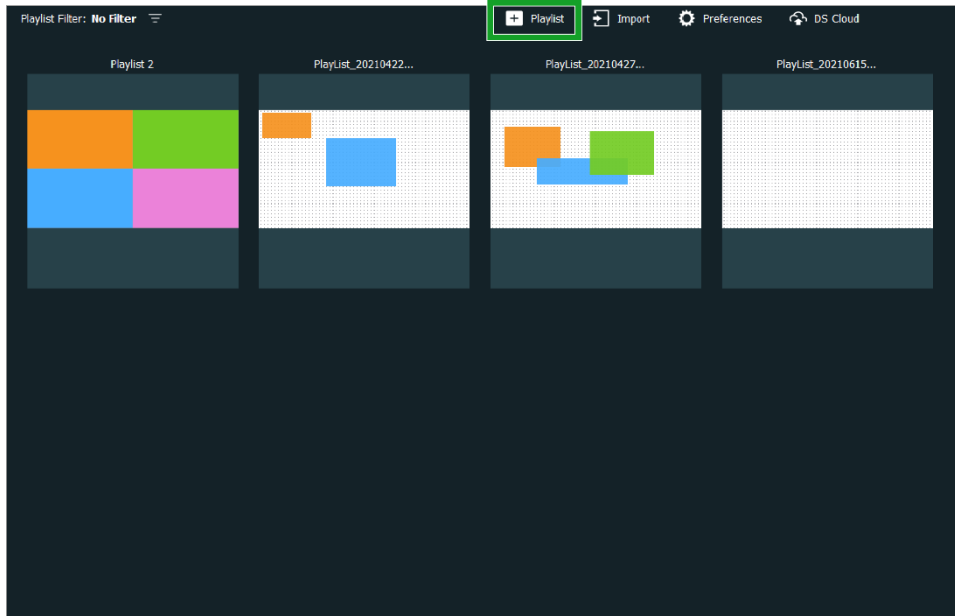 Playlist Filter: No Filter
Playlist
Import
Preferences
DS Cloud
Playlist 2
PlayList_20210422...
PlayList_20210427...
PlayList_20210615...